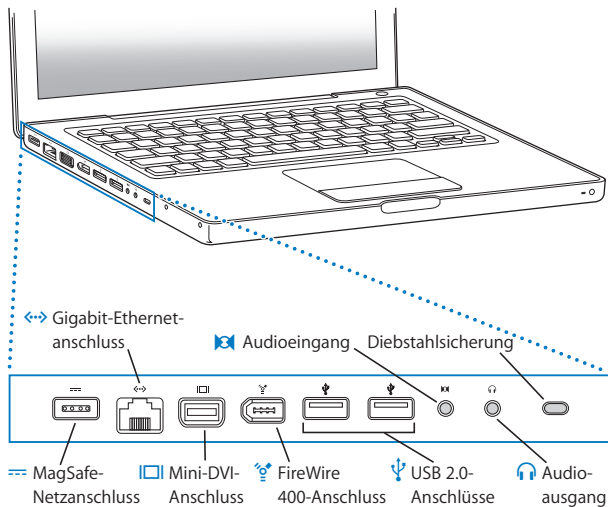 Gigabit-Ethernet-
anschluss
Audioeingang
Diebstahlsicherung
MagSafe-
Netzanschluss
Mini-DVI-
Anschluss
FireWire
400-Anschluss
USB 2.0-
Anschlüsse
Audio-
ausgang